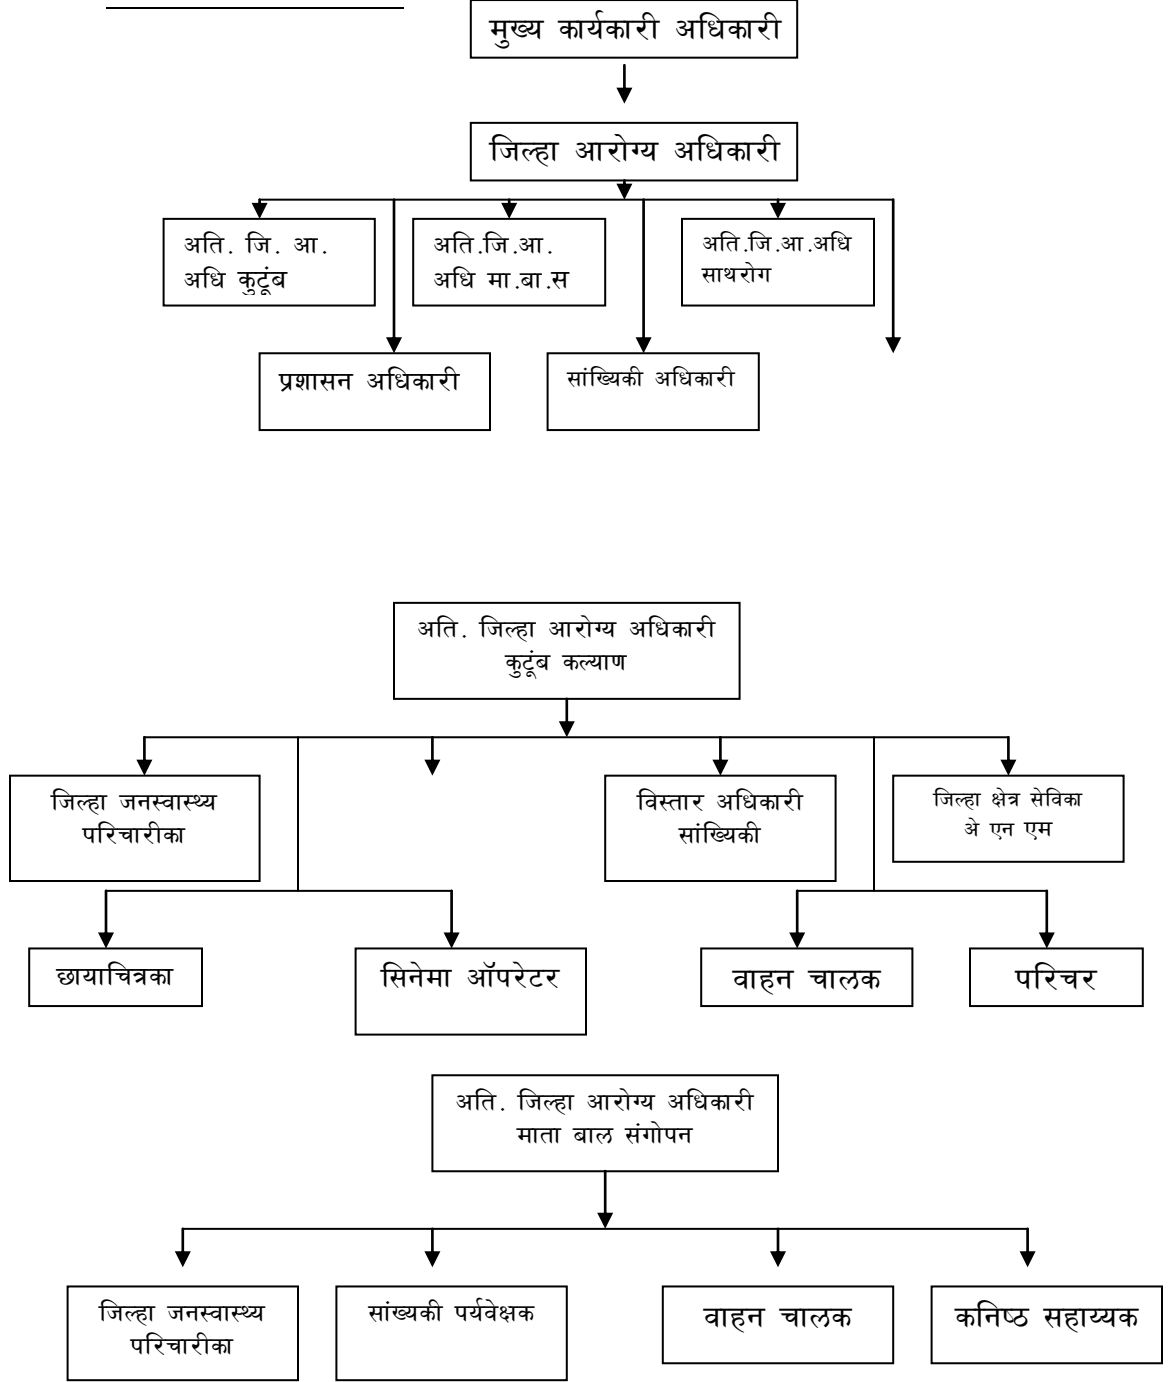 मुख्य कार्यकारी अधिकारी
जिल्हा आरोग्य अधिकारी
अति. जि. आ.
अधि कुटूंब
अति.जि.आ.
अधि मा.बा.स
अति.जि.आ.अधि
साथरोग
प्रशासन अधिकारी
सांख्यिकी अधिकारी
अति. जिल्हा आरोग्य अधिकारी
कुटूंब कल्याण
जिल्हा जनस्वास्थ्य
परिचारीका
विस्तार अधिकारी
सांख्यिकी
जिल्हा क्षेत्र सेविका
अे एन एम
छायाचित्रका
सिनेमा ऑपरेटर
वाहन चालक
परिचर
अति. जिल्हा आरोग्य अधिकारी
माता बाल संगोपन
जिल्हा जनस्वास्थ्य
परिचारीका
सांख्यकी पर्यवेक्षक
वाहन चालक
कनिष्ठ सहाय्यक